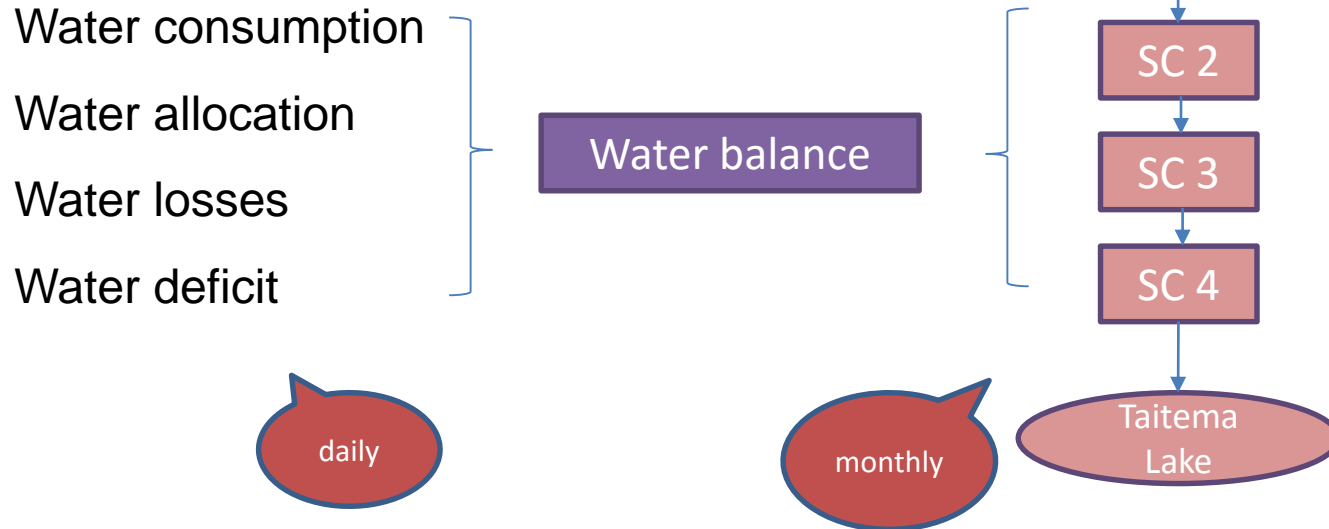 Water consumption
Water allocation
Water losses
Water deficit
Water balance
SC 2
SC 3
SC 4
Taitema
Lake
daily
monthly